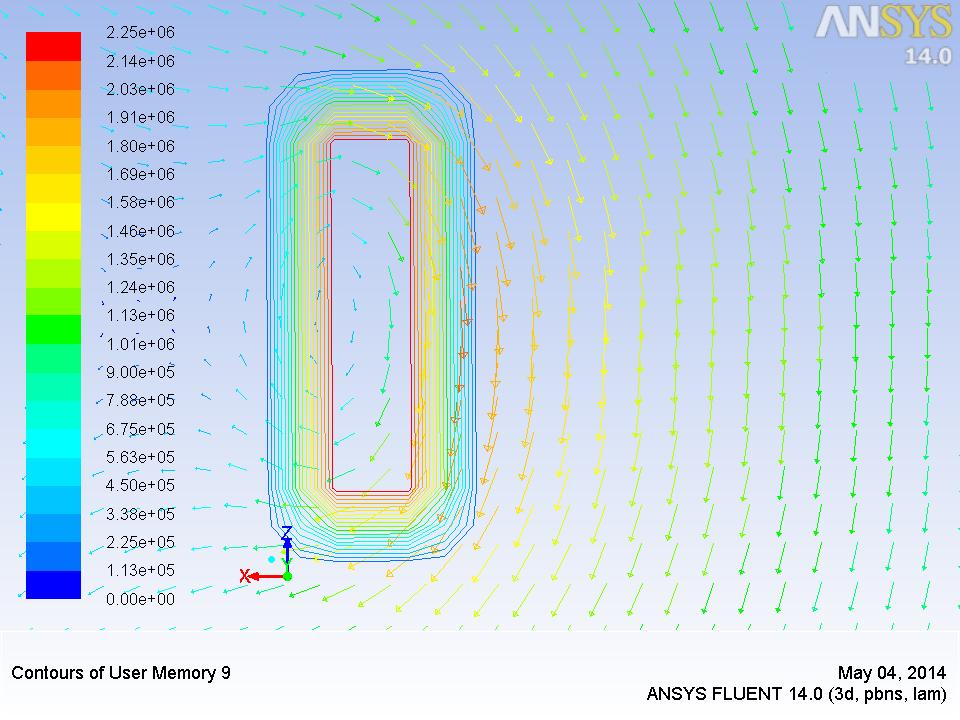 ANSYS
14.0
2.25e+06
2.14e+06
2.03e+06
1.91e+06
1.80e+06
1.69e+06
1.58e+06
1.46e+06
1.35e+06
1.24e+06
1.13e+06
1.01e+06
9.00e+05
7.88e+05
6.75e+05
5.63e+05
4.50e+05
3.38e+05
2.25e+05
1.13e+05
0.00e+00
Z
Y
X
Contours of User Memory 9
May 04, 2014
ANSYS FLUENT 14.0 (3d, pbns, lam)